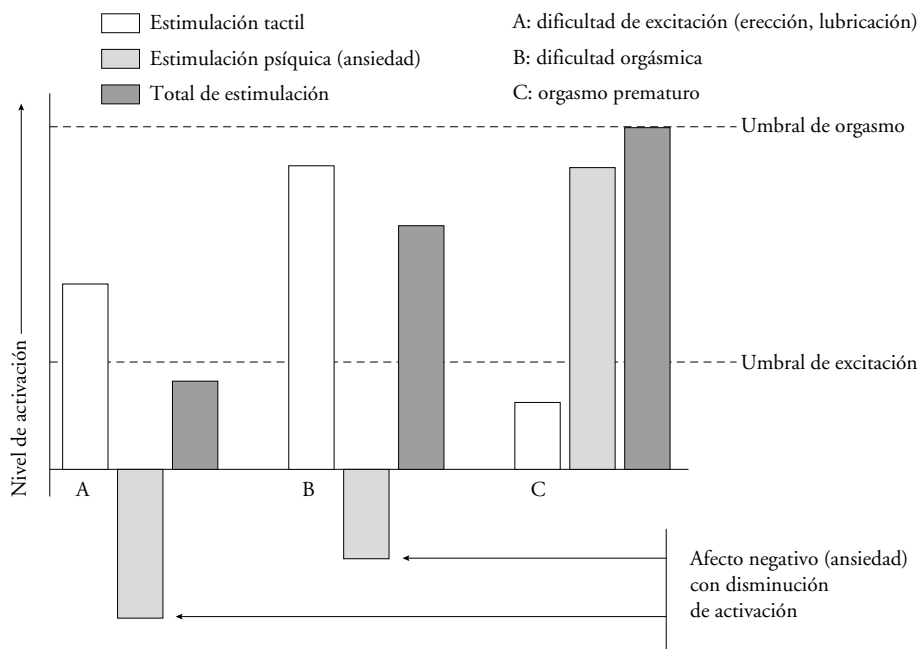 Estimulación tactil
Estimulación psíquica (ansiedad)
Total de estimulación
A: dificultad de excitación (erección, lubricación)
B: dificultad orgásmica
C: orgasmo prematuro
Nivel de activación
Umbral de orgasmo
Umbral de excitación
A
B
C
Afecto negativo (ansiedad)
con disminución
de activación